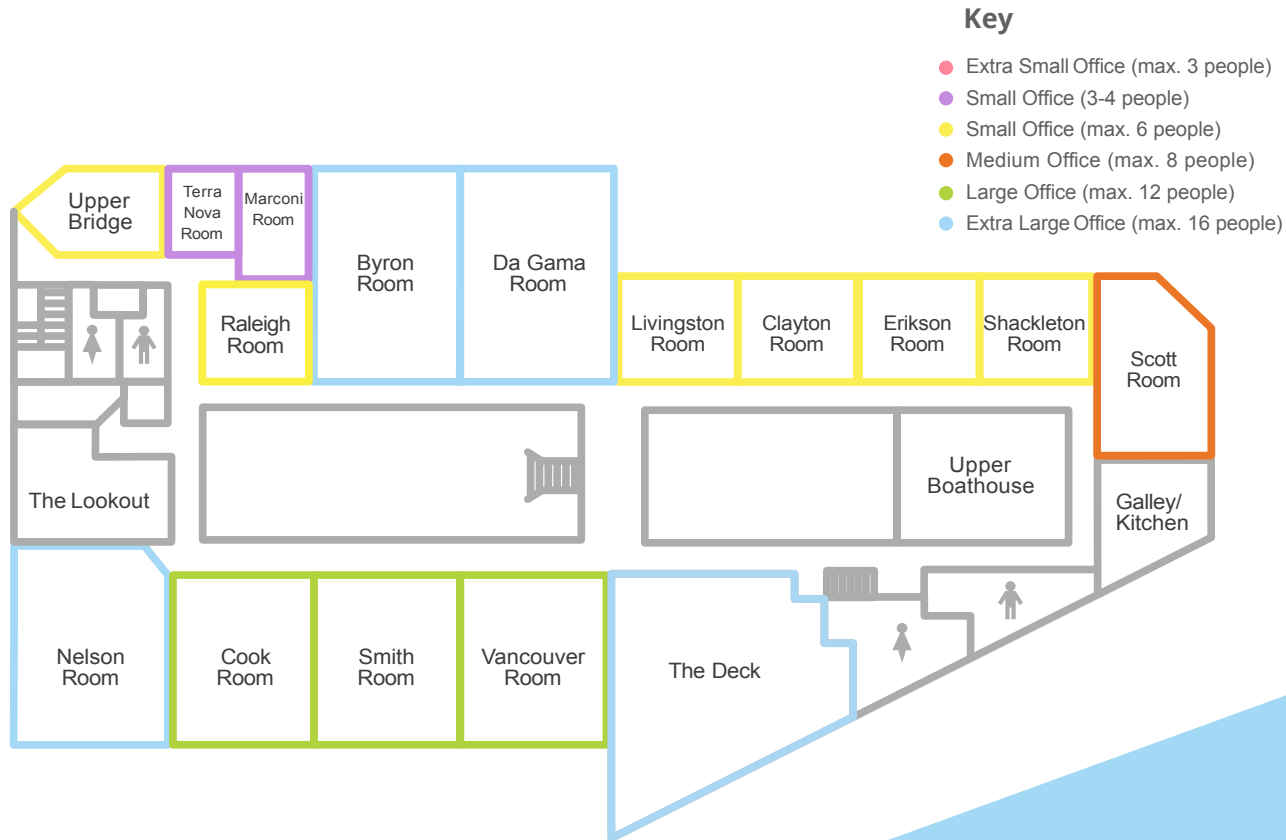 Key
Extra Small Office (max. 3 people)
Small Office (3-4 people)
Small Office (max. 6 people)
Medium Office (max. 8 people)
Large Office (max. 12 people)
Extra Large Office (max. 16 people)
Upper
Bridge
Terra
Nova
Room
Marconi
Room
Byron
Room
Da Gama
Room
Raleigh
Room
Livingston
Room
Clayton
Room
Erikson
Room
Shackleton
Room
Scott
Room
The Lookout
Upper
Boathouse
Galley/
Kitchen
Nelson
Room
Cook
Room
Smith
Room
Vancouver
Room
The Deck